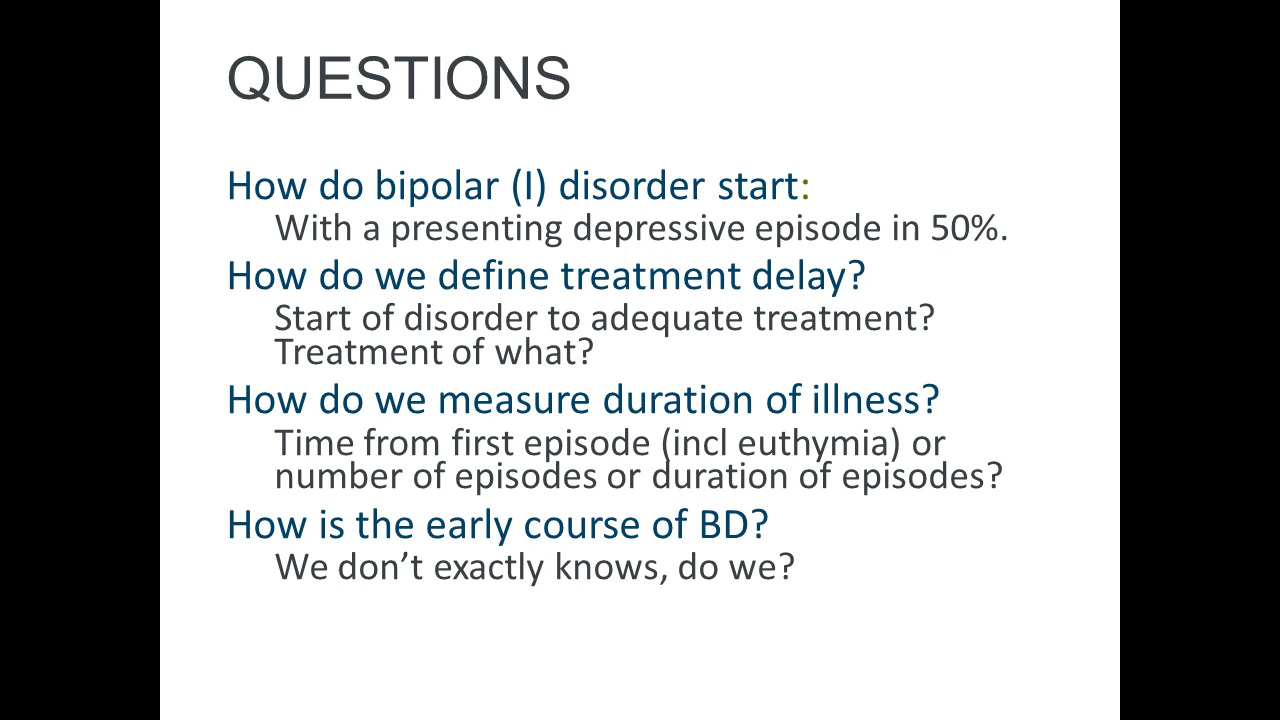 QUESTIONS
How do bipolar (I) disorder start:
With a presenting depressive episode in 50%.
How do we define treatment delay?
Start of disorder to adequate treatment?
Treatment of what?
How do we measure duration of illness?
Time from first episode (incl euthymia) or
number of episodes or duration of episodes?
How is the early course of BD?
We don’t exactly knows, do we?